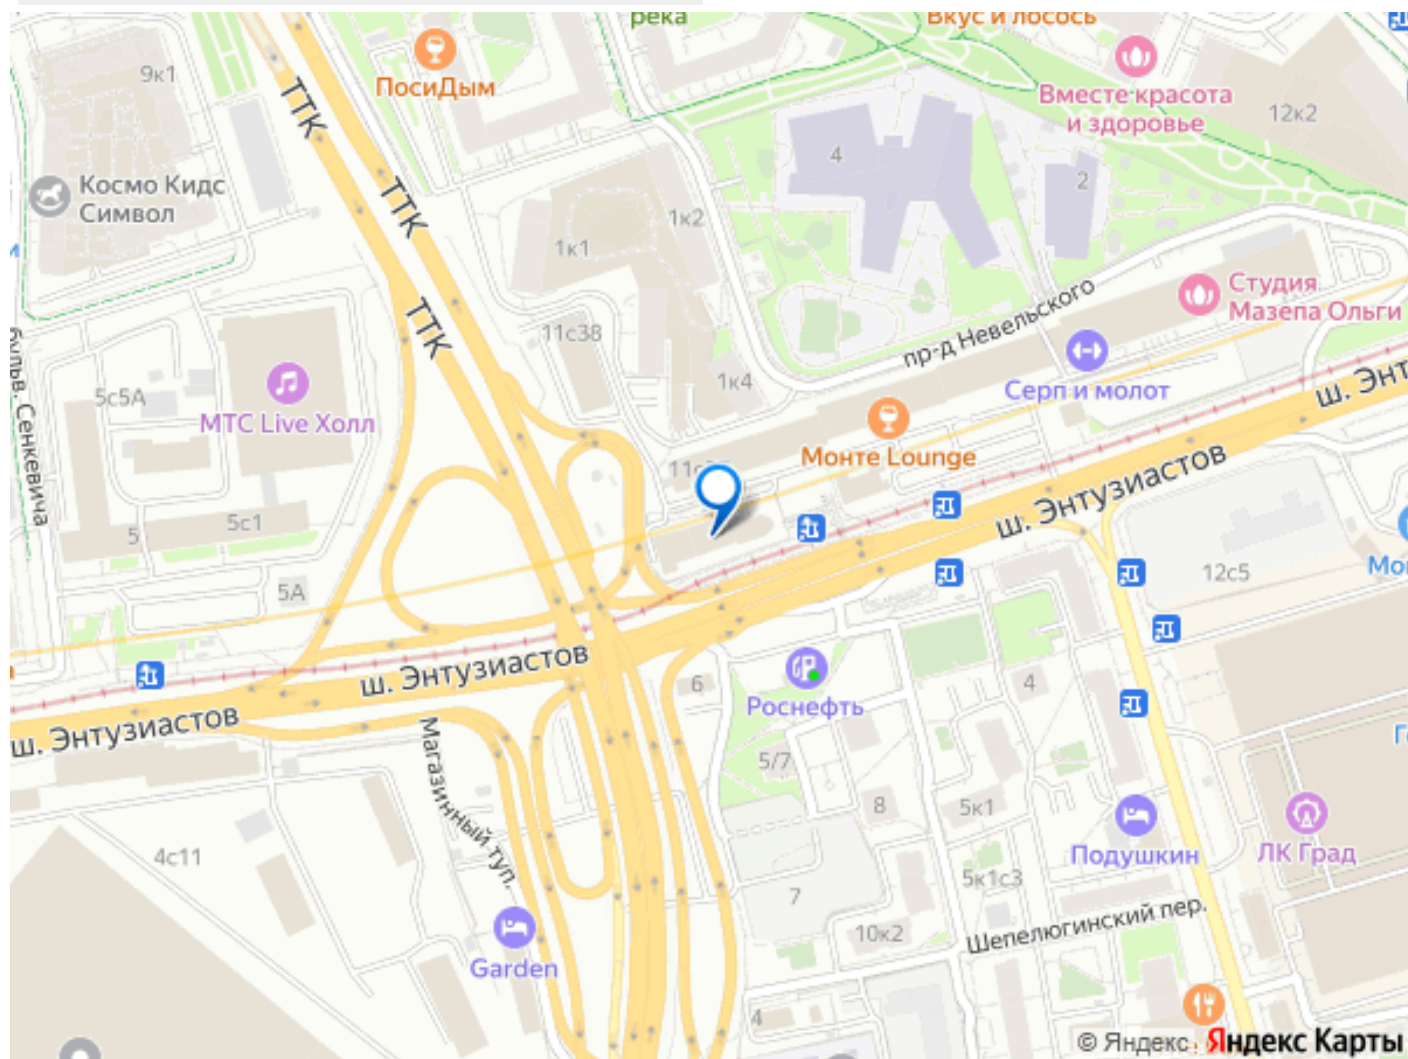 река
Вкус и лосось
9к1
ПосиДым
Вместе красота
и здоровье
12к2
ТТК
4
2
Космо Кидс
Символ
ТТК
1к2
1к1
ТТК
11с38
Студия
Мазепа Ольги
пр-д Невельского
Серп и молот
1к4
5с5А
МТС Live Холл
ш. Энт
Монте Lounge
бульв. Сенкевича
ш. Энтузиастов
5с1
5
5А
12с5
Мо
ш. Энтузиастов
6
4
Роснефть
ш. Энтузиастов
Магазинный туп.
5/7
8
5к1
4с11
Подушкин
ЛК Град
5к1с3
7
Шепелюгинский пер.
10к2
Garden
4
© Яндекс Яндекс Карты